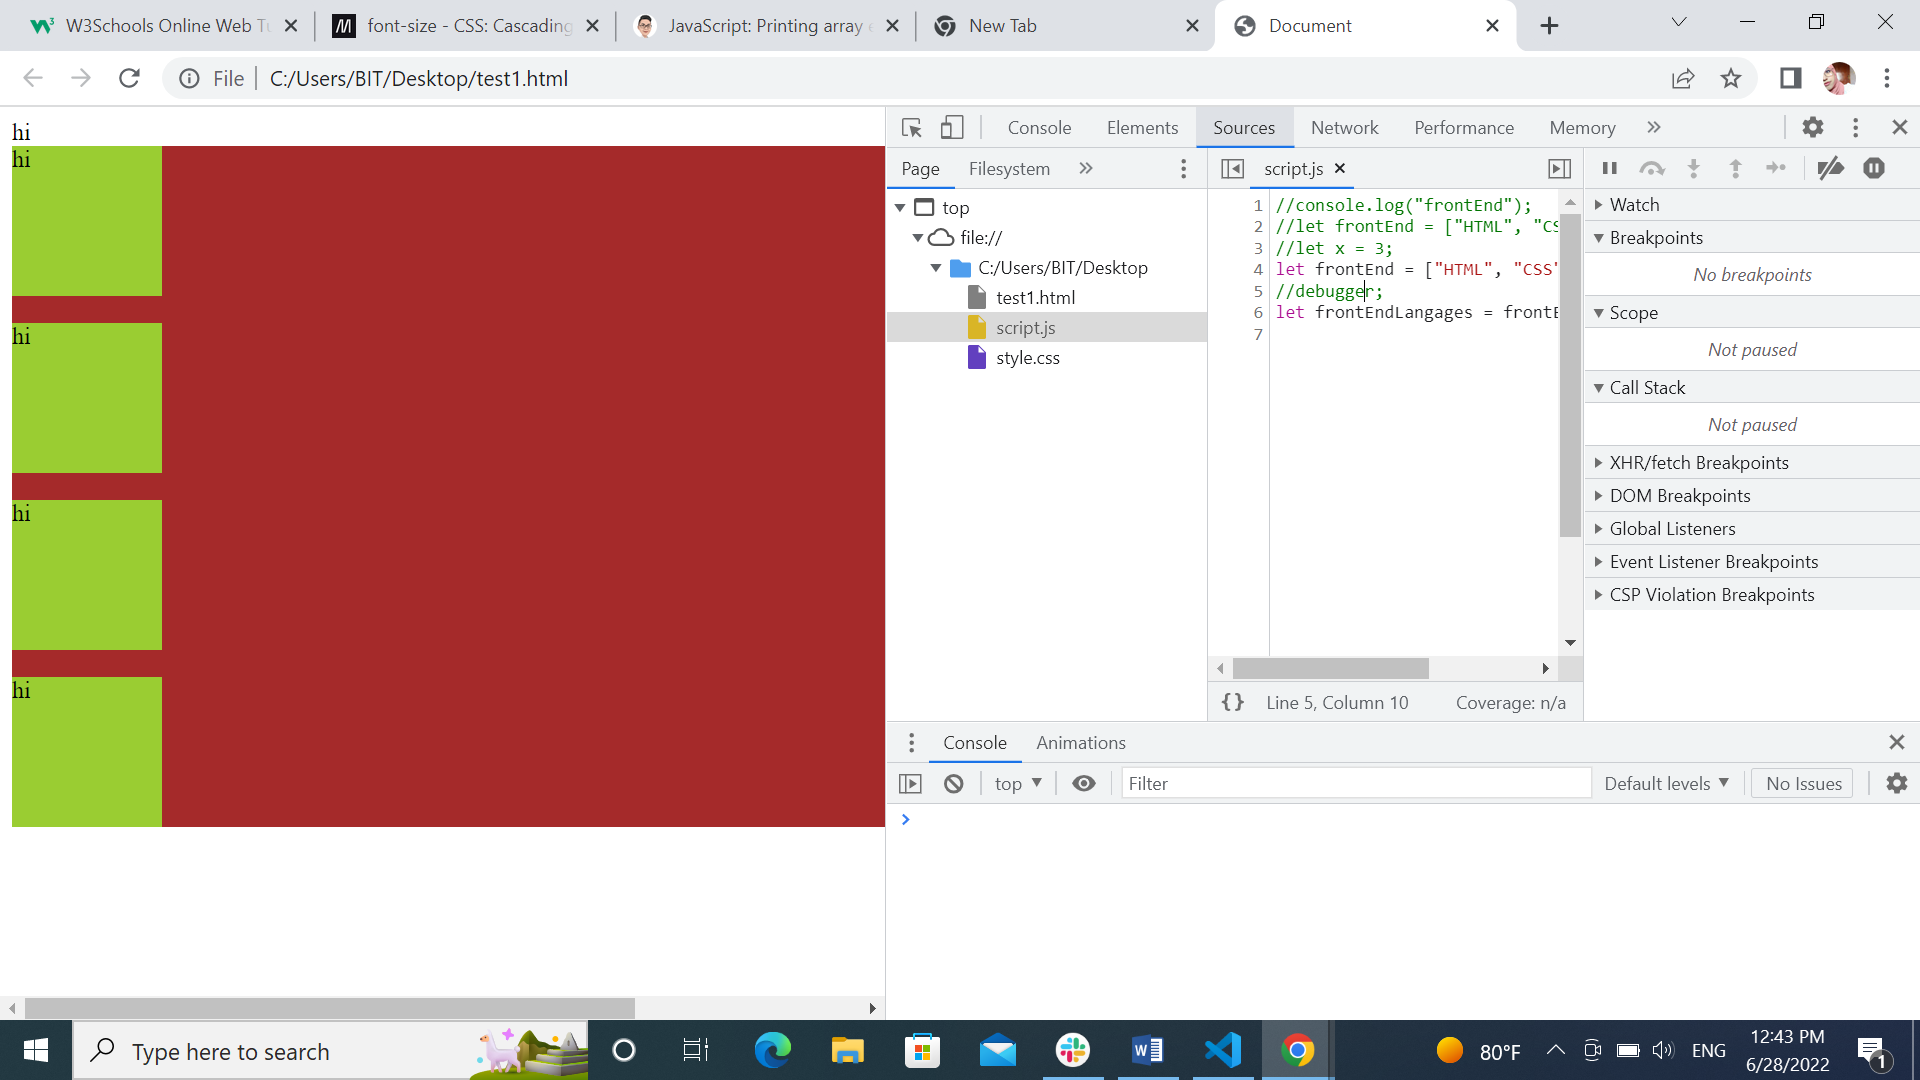 W3Schools Online Web Tu
font-size - CSS: Cascading
JavaScript: Printing array e
New Tab
Document
File
C:/Users/BIT/Desktop/test1.html
hi
hi
hi
hi
hi
Console Elements Sources Network Performance Memory
Page Filesystem
top
file://
C:/Users/BIT/Desktop
test1.html
script.js
style.css
script.js
1 //console.log("frontEnd");
2 //let frontEnd = ["HTML", "CS
3 //let x = 3;
4 let frontEnd = ["HTML", "CSS"
5 //debugger;
6 let frontEndLangages = frontE
7
{} Line 5, Column 10 Coverage: n/a
Watch
Breakpoints
No breakpoints
Scope
Not paused
Call Stack
Not paused
XHR/fetch Breakpoints
DOM Breakpoints
Global Listeners
Event Listener Breakpoints
CSP Violation Breakpoints
Console Animations
top Filter Default levels No Issues
Type here to search
80°F
ENG
12:43 PM
6/28/2022
1